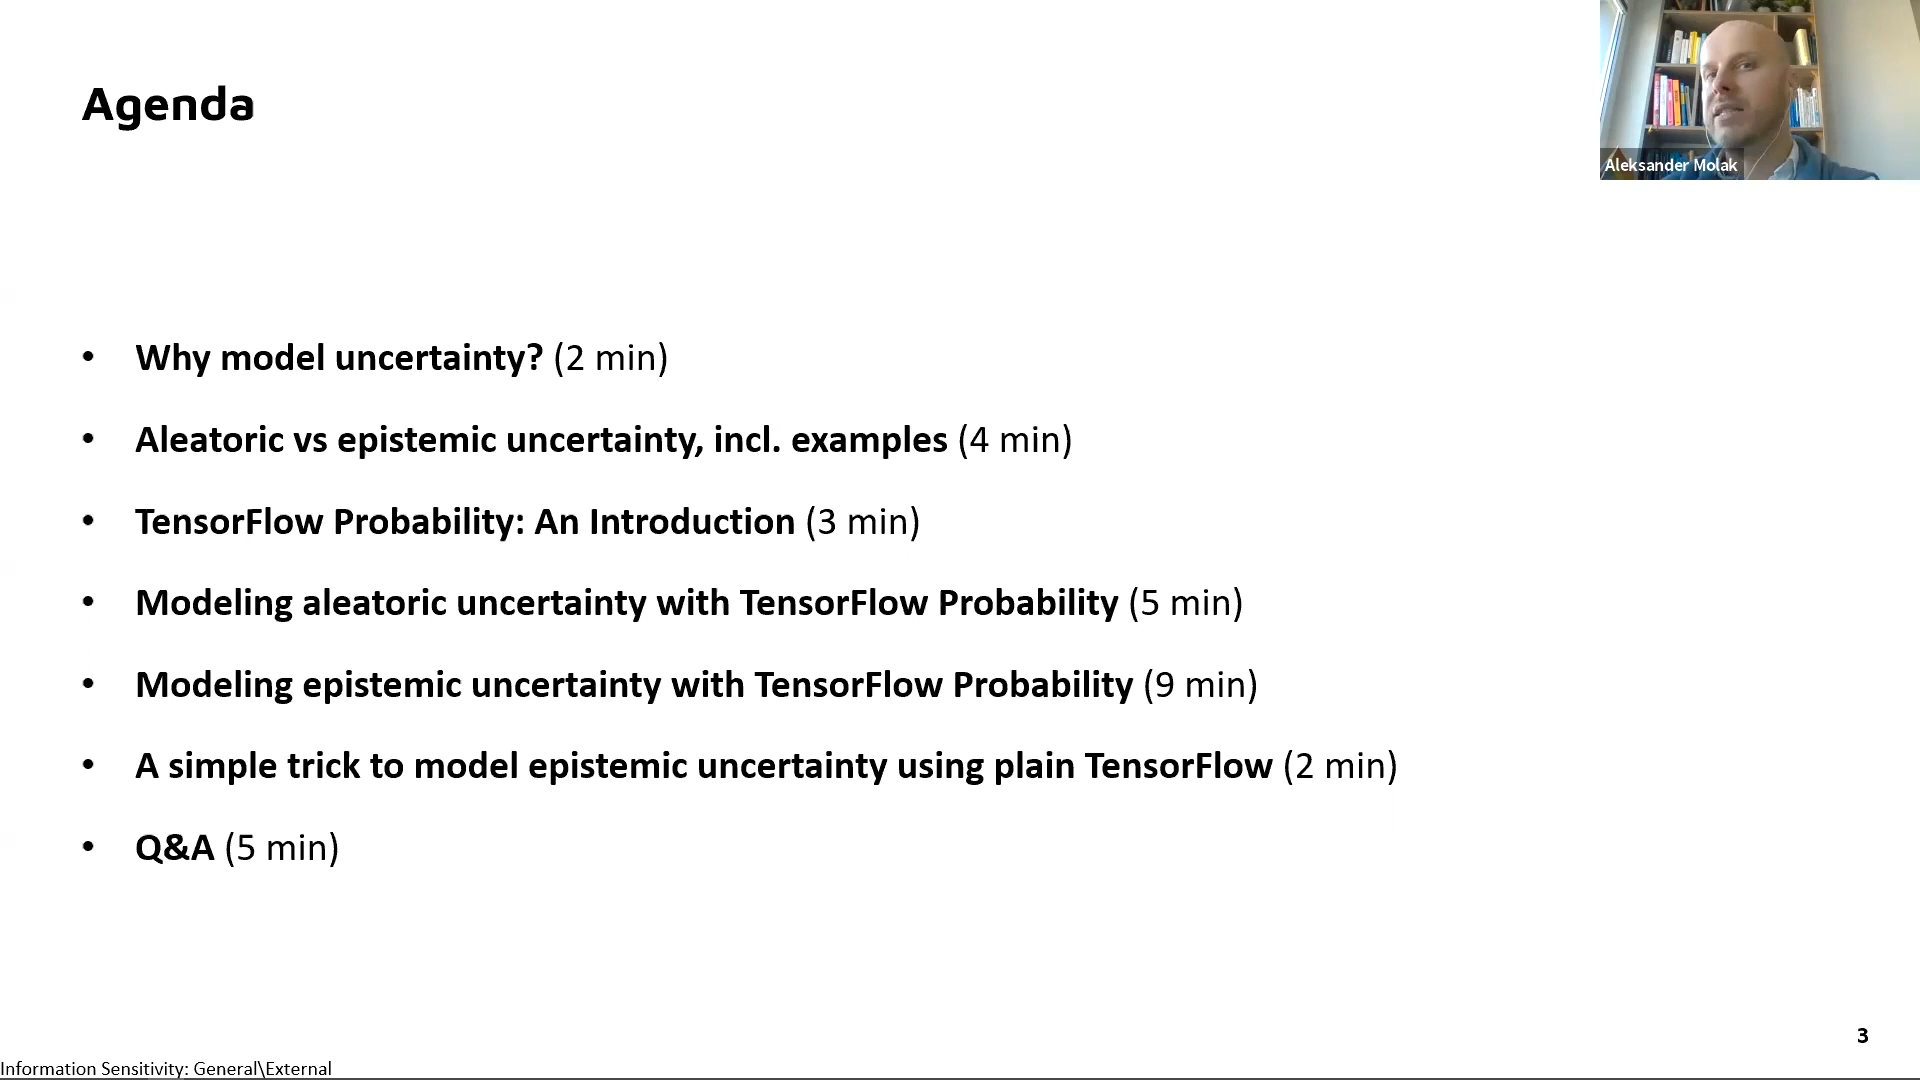 Agenda
Aleksander Molak
• Why model uncertainty? (2 min)
• Aleatoric vs epistemic uncertainty, incl. examples (4 min)
• TensorFlow Probability: An Introduction (3 min)
• Modeling aleatoric uncertainty with TensorFlow Probability (5 min)
• Modeling epistemic uncertainty with TensorFlow Probability (9 min)
• A simple trick to model epistemic uncertainty using plain TensorFlow (2 min)
• Q&A (5 min)
3
Information Sensitivity: General\External